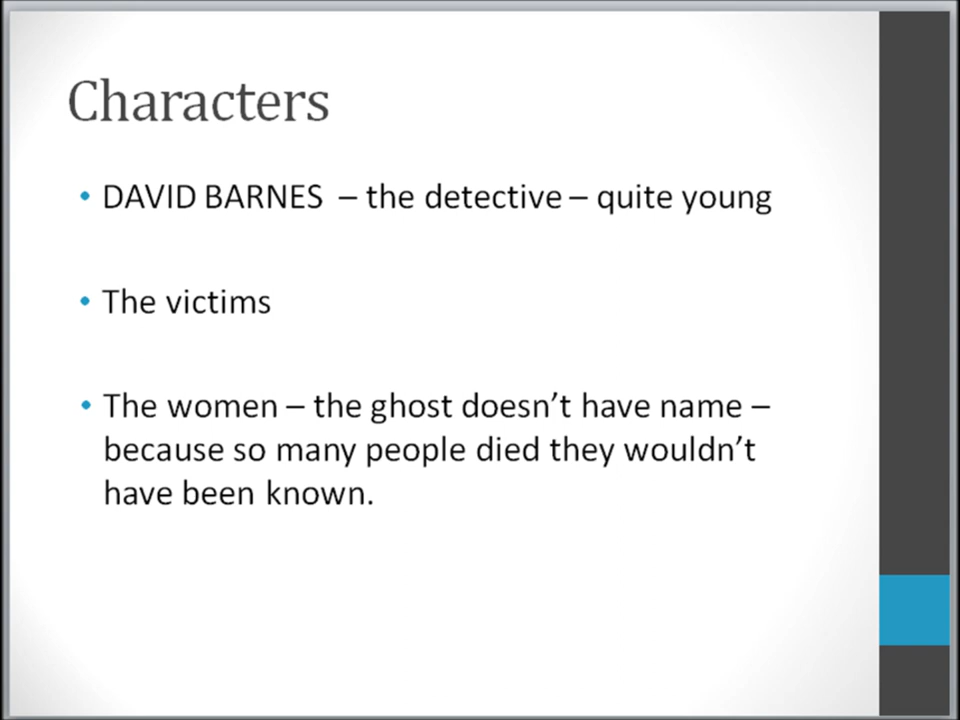 Characters
• DAVID BARNES – the detective – quite young
• The victims
• The women – the ghost doesn’t have name –
because so many people died they wouldn’t
have been known.